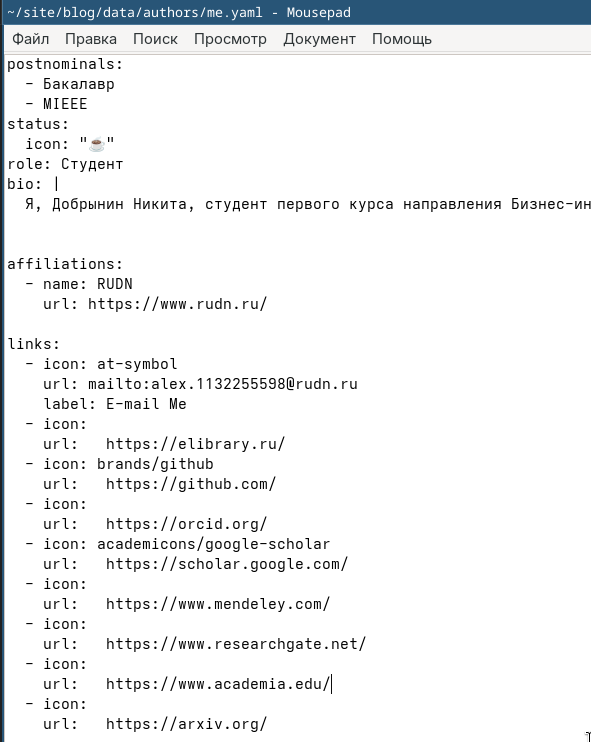 ~/site/blog/data/authors/me.yaml - Mousepad
Файл Правка Поиск Просмотр Документ Помощь
postnominals:
  - Бакалавр
  - MIEEE
status:
  icon: "☕"
role: Студент
bio: |
  Я, Добрынин Никита, студент первого курса направления Бизнес-ин
affiliations:
  - name: RUDN
    url: https://www.rudn.ru/
links:
  - icon: at-symbol
    url: mailto:alex.1132255598@rudn.ru
    label: E-mail Me
  - icon:
    url:   https://elibrary.ru/
  - icon: brands/github
    url:   https://github.com/
  - icon:
    url:   https://orcid.org/
  - icon: academicons/google-scholar
    url:   https://scholar.google.com/
  - icon:
    url:   https://www.mendeley.com/
  - icon:
    url:   https://www.researchgate.net/
  - icon:
    url:   https://www.academia.edu/
  - icon:
    url:   https://arxiv.org/